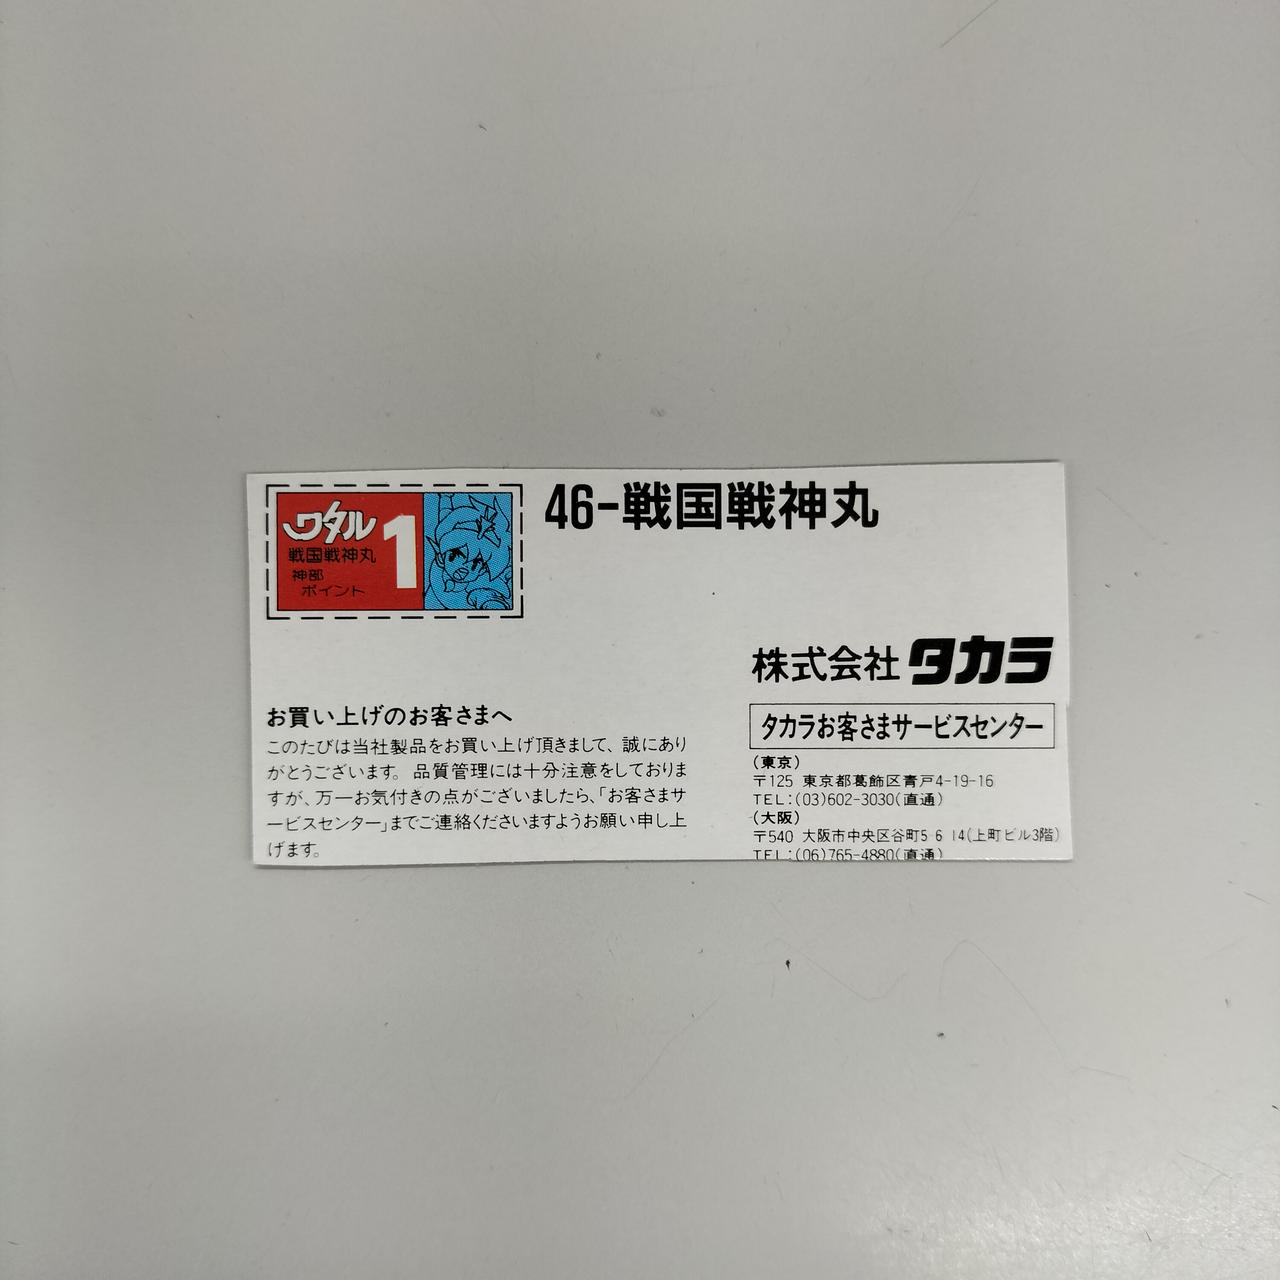 ワタル
戦国戦神丸
神部
ポイント
1
46-戦国戦神丸
株式会社 タカラ
お買い上げのお客さまへ
このたびは当社製品をお買い上げ頂きまして、誠にあり
がとうございます。品質管理には十分注意をしておりま
すが、万一お気付きの点がございましたら、「お客さまサ
ービスセンター」までご連絡くださいますようお願い申し上
げます。
タカラお客さまサービスセンター
(東京)
〒125 東京都葛飾区青戸4-19-16
TEL:(03)602-3030(直通)
(大阪)
〒540 大阪市中央区谷町5-6-14(上町ビル3階)
TEL:(06)765-4880(直通)